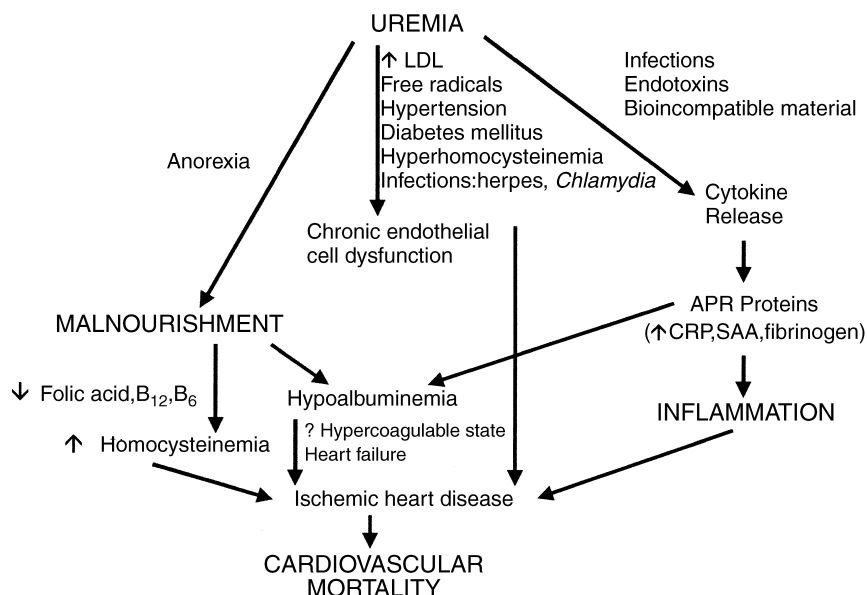 UREMIA
↑ LDL
Free radicals
Hypertension
Diabetes mellitus
Hyperhomocysteinemia
Infections:herpes, Chlamydia
Infections
Endotoxins
Bioincompatible material
Anorexia
Cytokine
Release
Chronic endothelial
cell dysfunction
APR Proteins
(↑CRP,SAA,fibrinogen)
MALNOURISHMENT
↓ Folic acid,B₁₂,B₆
Hypoalbuminemia
INFLAMMATION
? Hypercoagulable state
Heart failure
↑ Homocysteinemia
Ischemic heart disease
CARDIOVASCULAR
MORTALITY